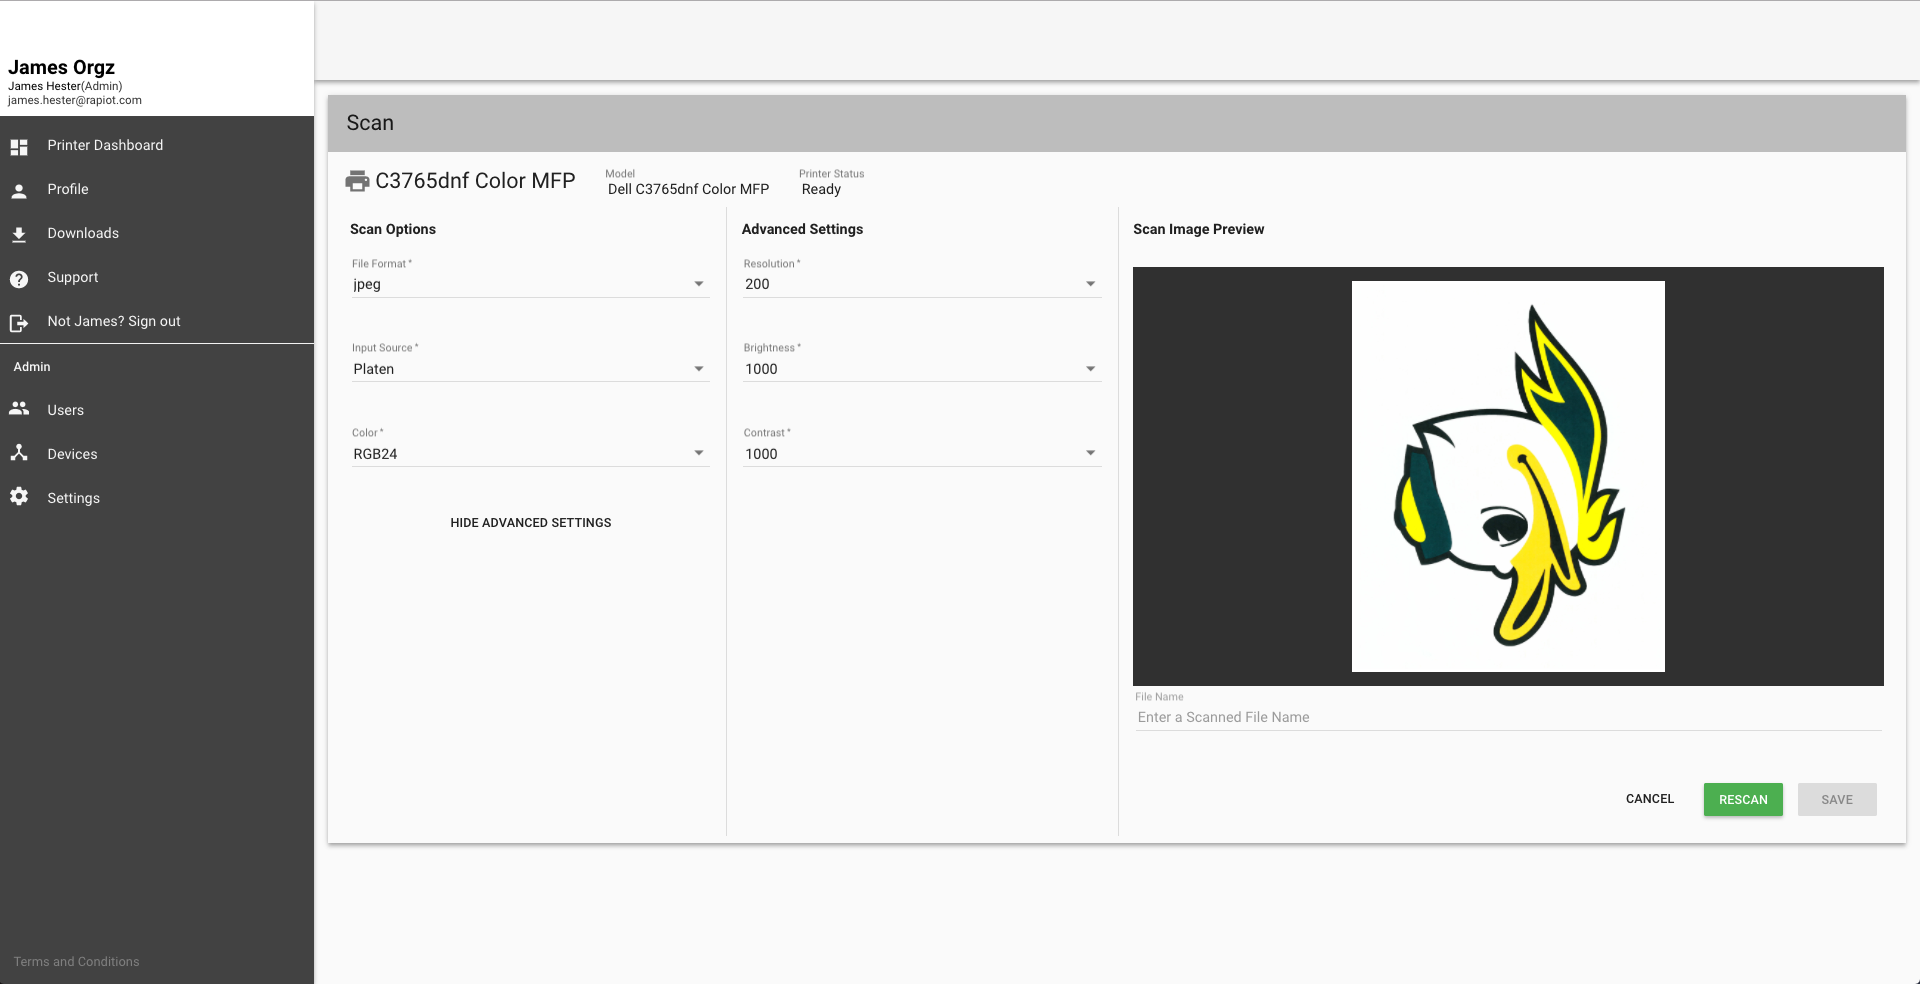 James Orgz
James Hester(Admin)
james.hester@rapiot.com
Printer Dashboard
Profile
Downloads
Support
Not James? Sign out
Admin
Users
Devices
Settings
Terms and Conditions
Scan
C3765dnf Color MFP
Model
Dell C3765dnf Color MFP
Printer Status
Ready
Scan Options
File Format *
jpeg
Input Source *
Platen
Color *
RGB24
HIDE ADVANCED SETTINGS
Advanced Settings
Resolution *
200
Brightness *
1000
Contrast *
1000
Scan Image Preview
File Name
Enter a Scanned File Name
CANCEL
RESCAN
SAVE